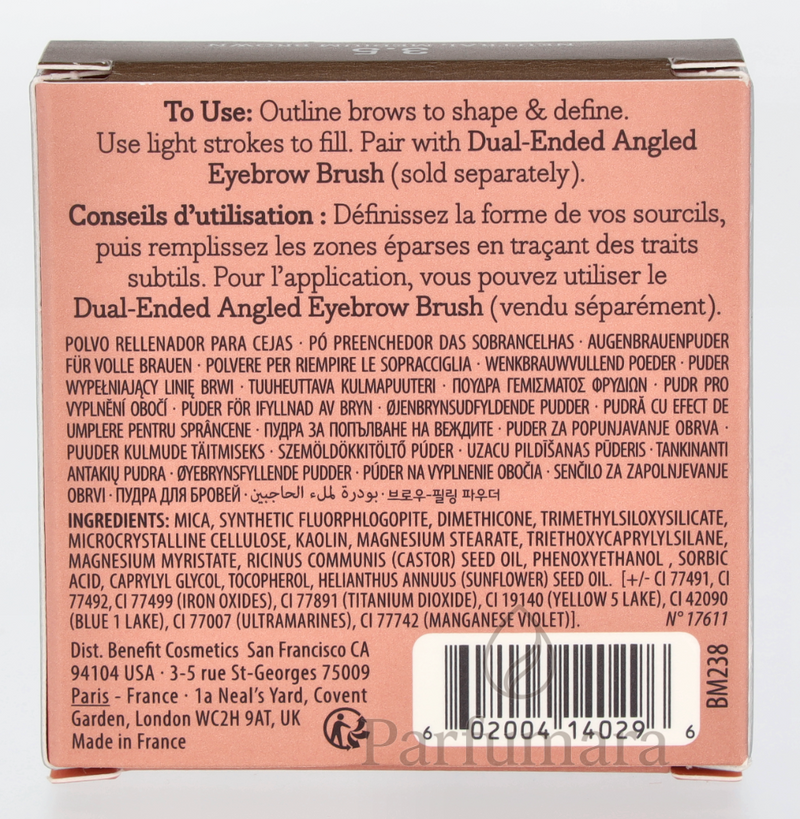 3.5
NEUTRAL MEDIUM BROWN
To Use: Outline brows to shape & define.
Use light strokes to fill. Pair with Dual-Ended Angled
Eyebrow Brush (sold separately).
Conseils d’utilisation : Définissez la forme de vos sourcils,
puis remplissez les zones éparses en traçant des traits
subtils. Pour l’application, vous pouvez utiliser le
Dual-Ended Angled Eyebrow Brush (vendu séparément).
POLVO RELLENADOR PARA CEJAS · PÓ PREENCHEDOR DAS SOBRANCELHAS · AUGENBRAUENPUDER
FÜR VOLLE BRAUEN · POLVERE PER RIEMPIRE LE SOPRACCIGLIA · WENKBRAUWVULLEND POEDER · PUDER
WYPEŁNIAJĄCY LINIĘ BRWI · TUUHEUTTAVA KULMAPUUTERI · ΠΟΥΔΡΑ ΓΕΜΙΣΜΑΤΟΣ ΦΡΥΔΙΩΝ · PUDR PRO
VYPLNĚNÍ OBOČÍ · PUDER FÖR IFYLLNAD AV BRYN · ØJENBRYNSUDFYLDENDE PUDDER · PUDRĂ CU EFECT DE
UMPLERE PENTRU SPRÂNCENE · ПУДРА ЗА ПОПЪЛВАНЕ НА ВЕЖДИТЕ · PUDER ZA POPUNJAVANJE OBRVA ·
PUUDER KULMUDE TÄITMISEKS · SZEMÖLDÖKKITÖLTŐ PÚDER · UZACU PILDĪŠANAS PŪDERIS · TANKINANTI
ANTAKIŲ PUDRA · ØYEBRYNSFYLLENDE PUDDER · PÚDER NA VYPLNENIE OBOČIA · SENČILO ZA ZAPOLNJEVANJE
OBRVI · ПУДРА ДЛЯ БРОВЕЙ · بودرة لملء الحاجبين · 브로우-필링 파우더
INGREDIENTS: MICA, SYNTHETIC FLUORPHLOGOPITE, DIMETHICONE, TRIMETHYLSILOXYSILICATE,
MICROCRYSTALLINE CELLULOSE, KAOLIN, MAGNESIUM STEARATE, TRIETHOXYCAPRYLYLSILANE,
MAGNESIUM MYRISTATE, RICINUS COMMUNIS (CASTOR) SEED OIL, PHENOXYETHANOL , SORBIC
ACID, CAPRYLYL GLYCOL, TOCOPHEROL, HELIANTHUS ANNUUS (SUNFLOWER) SEED OIL. [+/- CI 77491, CI
77492, CI 77499 (IRON OXIDES), CI 77891 (TITANIUM DIOXIDE), CI 19140 (YELLOW 5 LAKE), CI 42090
(BLUE 1 LAKE), CI 77007 (ULTRAMARINES), CI 77742 (MANGANESE VIOLET)]. N° 17611
Dist. Benefit Cosmetics San Francisco CA
94104 USA · 3-5 rue St-Georges 75009
Paris - France · 1a Neal’s Yard, Covent
Garden, London WC2H 9AT, UK
Made in France
6 02004 14029 6
BM238
Parfumara